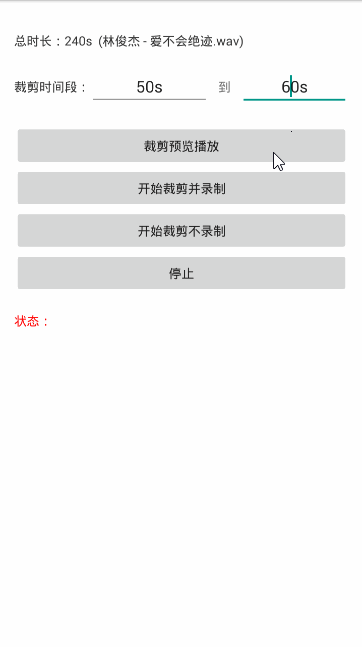 总时长：240s (林俊杰 - 爱不会绝迹.wav)
裁剪时间段： 50s 到 60s
裁剪预览播放
开始裁剪并录制
开始裁剪不录制
停止
状态：